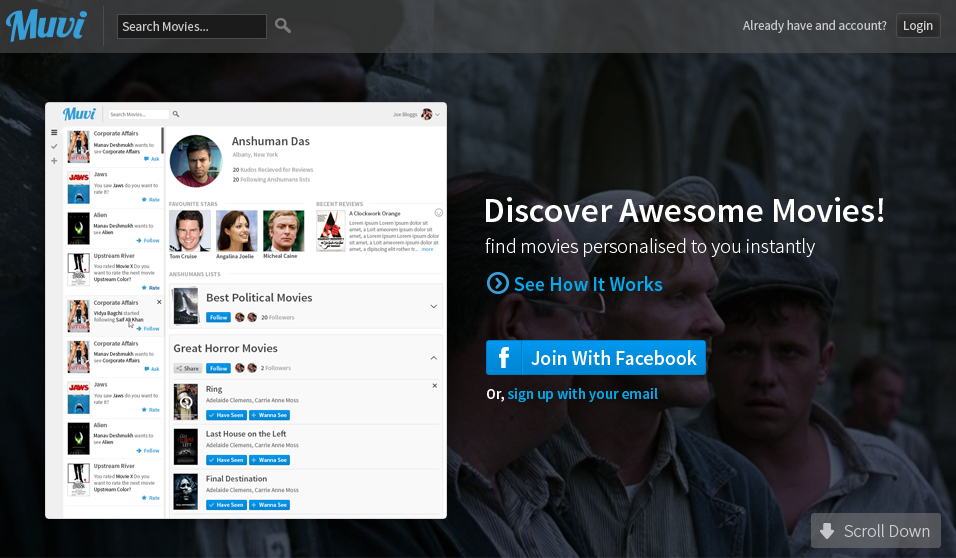 Muvi
Search Movies...
Already have and account?
Login
Muvi
Search Movies...
Joe Bloggs
Corporate Affairs
Manav Deshmukh wants to
see Corporate Affairs
Ask
Jaws
You saw Jaws do you want to
rate it?
Rate
Alien
Manav Deshmukh wants to
see Alien
Follow
Upstream River
You rated Movie X Do you
want to rate the next movie
Upstream Color?
Rate
Corporate Affairs
Vidya Bagchi started
following Saif Ali Khan
Follow
Corporate Affairs
Manav Deshmukh wants to
see Corporate Affairs
Ask
Jaws
You saw Jaws do you want to
rate it?
Rate
Alien
Manav Deshmukh wants to
see Alien
Follow
Upstream River
You rated Movie X Do you
want to rate the next movie
Upstream Color?
Rate
Anshuman Das
Albany, New York
20 Kudos Recieved for Reviews
20 Following Anshumans lists
FAVOURITE STARS
Tom Cruise
Angalina Joelie
Micheal Caine
RECENT REVIEWS
A Clockwork Orange
Lorem ipsum dolor sit
amet, Lorem ipsum dolor
sit amet, Lorem ipsum
dolor sit amet, Lorem
ipsum dolor sit amet,
a dipiscing elit rofter tr... more
ANSHUMANS LISTS
Best Political Movies
Follow
20 Followers
Great Horror Movies
Share
Follow
2 Followers
Ring
Adelaide Clemens, Carrie Anne Moss
Have Seen
Wanna See
Last House on the Left
Adelaide Clemens, Carrie Anne Moss
Have Seen
Wanna See
Final Destination
Adelaide Clemens, Carrie Anne Moss
Have Seen
Wanna See
Discover Awesome Movies!
find movies personalised to you instantly
See How It Works
f Join With Facebook
Or, sign up with your email
Scroll Down